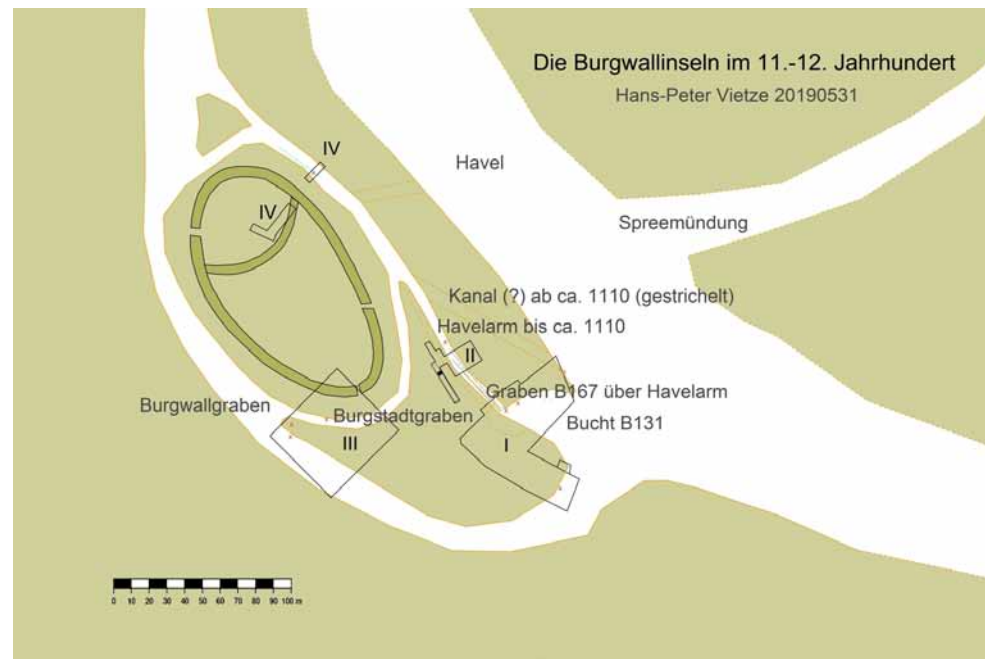 Die Burgwallinseln im 11.-12. Jahrhundert
Hans-Peter Vietze 20190531
IV
Havel
IV
Spreemündung
Kanal (?) ab ca. 1110 (gestrichelt)
Havelarm bis ca. 1110
II
Graben B167 über Havelarm
Burgwallgraben
Burgstadtgraben
Bucht B131
III
I
0 10 20 30 40 50 60 70 80 90 100 m